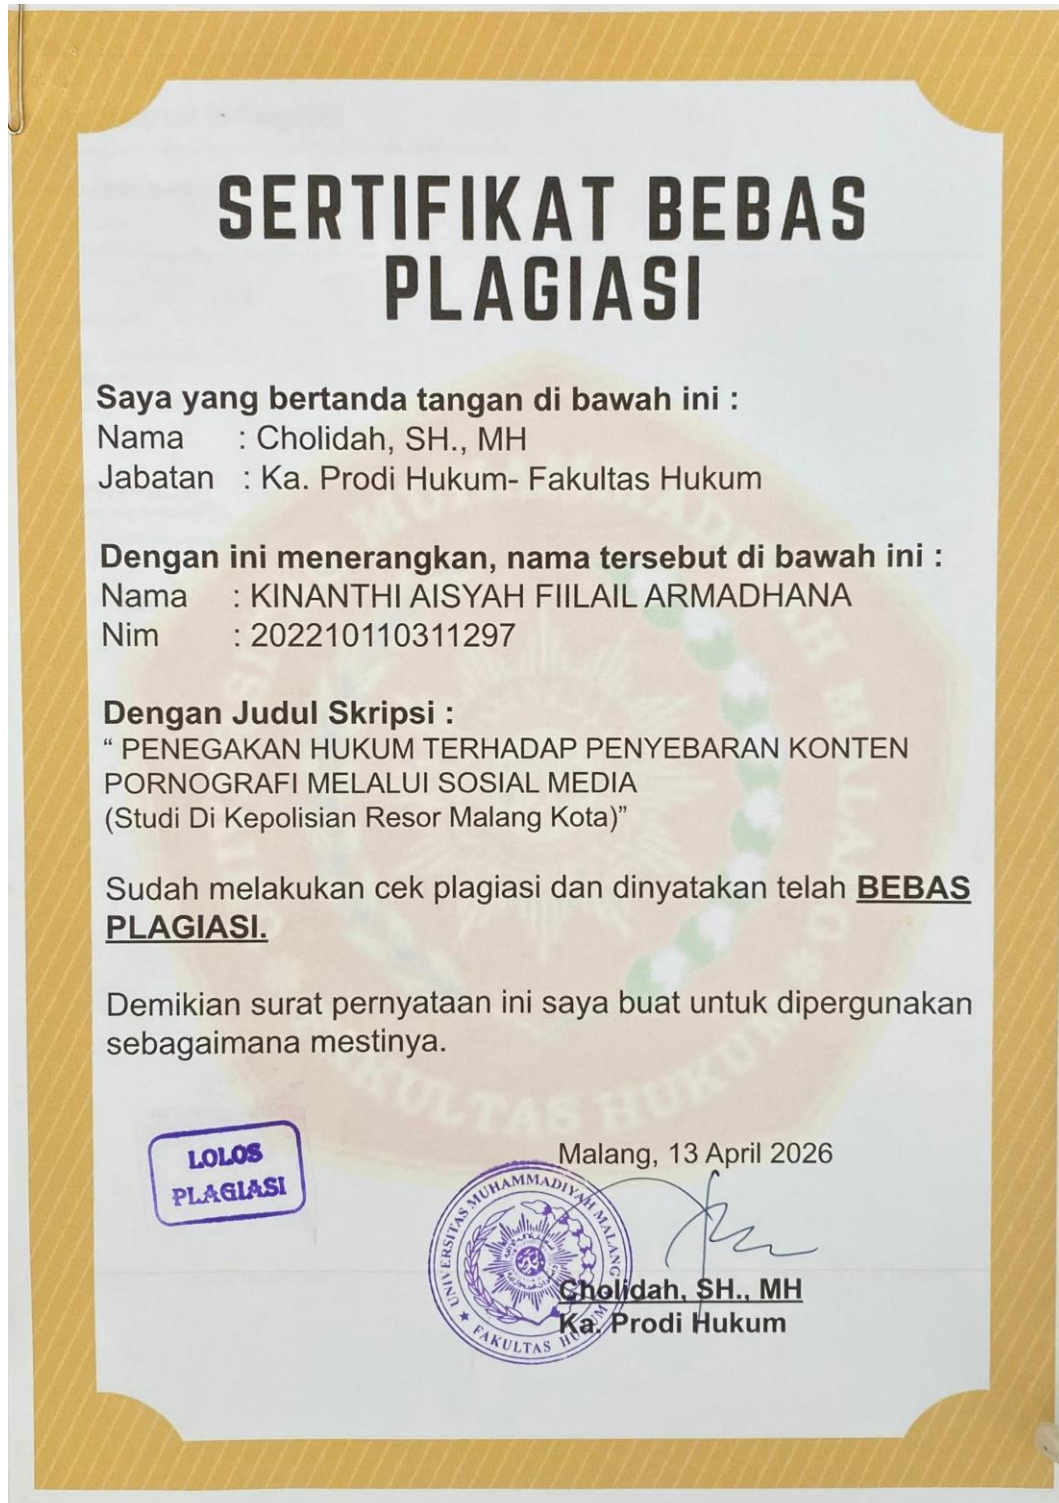 SERTIFIKAT BEBAS
PLAGIASI
Saya yang bertanda tangan di bawah ini :
Nama : Cholidah, SH., MH
Jabatan : Ka. Prodi Hukum- Fakultas Hukum
Dengan ini menerangkan, nama tersebut di bawah ini :
Nama : KINANTHI AISYAH FIILAIL ARMADHANA
Nim : 202210110311297
Dengan Judul Skripsi :
“ PENEGAKAN HUKUM TERHADAP PENYEBARAN KONTEN
PORNOGRAFI MELALUI SOSIAL MEDIA
(Studi Di Kepolisian Resor Malang Kota)”
Sudah melakukan cek plagiasi dan dinyatakan telah BEBAS
PLAGIASI.
Demikian surat pernyataan ini saya buat untuk dipergunakan
sebagaimana mestinya.
LOLOS
PLAGIASI
Malang, 13 April 2026
UNIVERSITAS MUHAMMADIYAH MALANG
FAKULTAS HUKUM
Cholidah, SH., MH
Ka. Prodi Hukum